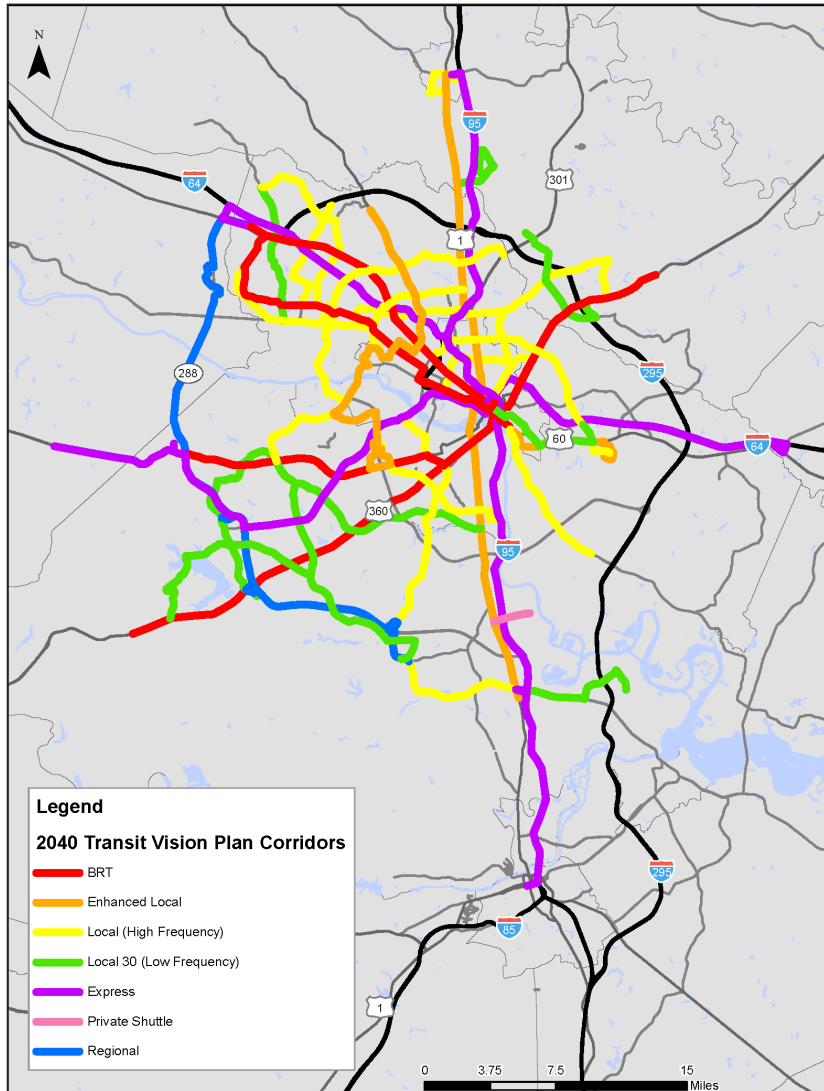 N
95
64
301
1
288
295
60
64
360
95
Legend
2040 Transit Vision Plan Corridors
BRT
Enhanced Local
Local (High Frequency)
Local 30 (Low Frequency)
Express
Private Shuttle
Regional
295
85
1
0 3.75 7.5 15
Miles